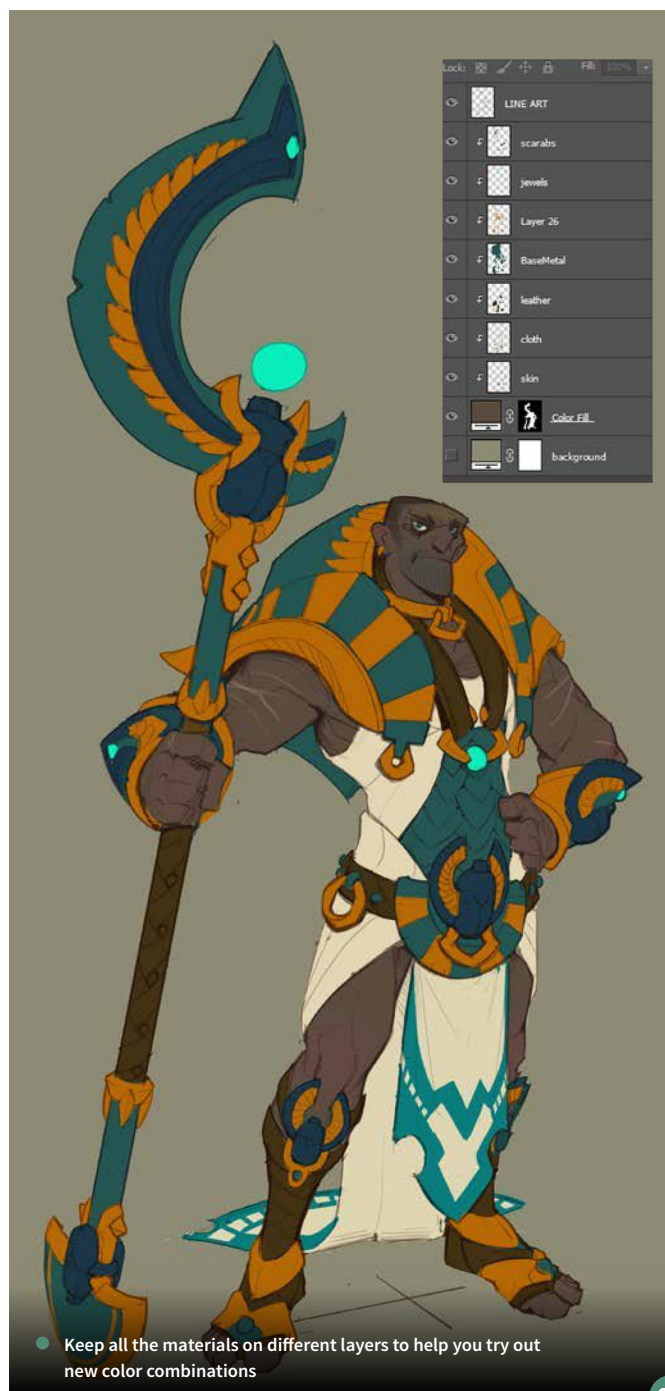 Lock: Fill: 100%
LINE ART
scarabs
jewels
Layer 26
BaseMetal
leather
cloth
skin
Color Fill
background
Keep all the materials on different layers to help you try out
new color combinations